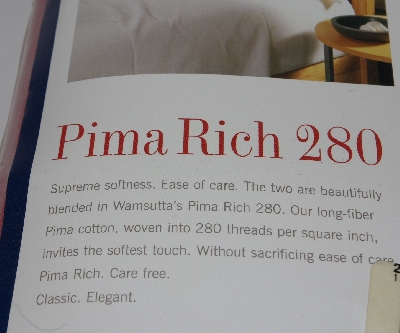 Pima Rich 280
Supreme softness. Ease of care. The two are beautifully
blended in Wamsutta's Pima Rich 280. Our long-fiber
Pima cotton, woven into 280 threads per square inch,
invites the softest touch. Without sacrificing ease of care.
Pima Rich. Care free.
Classic. Elegant.